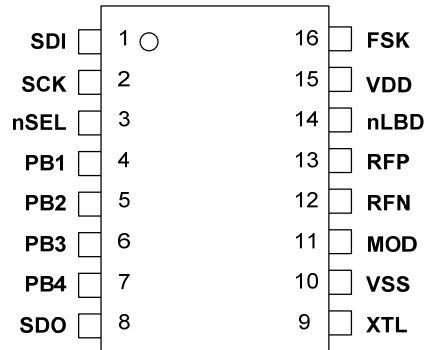 SDI 1 16 FSK
SCK 2 15 VDD
nSEL 3 14 nLBD
PB1 4 13 RFP
PB2 5 12 RFN
PB3 6 11 MOD
PB4 7 10 VSS
SDO 8 9 XTL